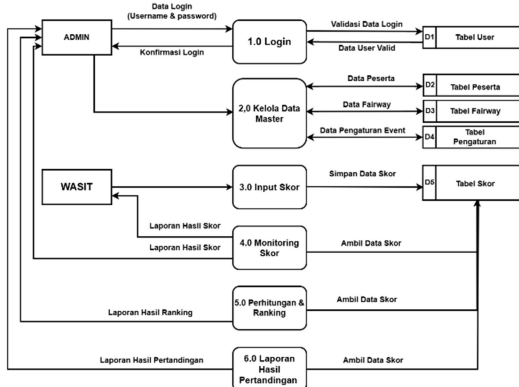 Data Login
(Username & password)
Validasi Data Login
ADMIN
1.0 Login
D1
Tabel User
Konfirmasi Login
Data User Valid
Data Peserta
D2
Tabel Peserta
2,0 Kelola Data
Master
Data Fairway
D3
Tabel Fairway
Data Pengaturan Event
D4
Tabel
Pengaturan
WASIT
3.0 Input Skor
Simpan Data Skor
D5
Tabel Skor
Laporan Hasil Skor
4.0 Monitoring
Skor
Laporan Hasil Skor
Ambil Data Skor
5.0 Perhitungan &
Ranking
Ambil Data Skor
Laporan Hasil Ranking
Laporan Hasil Pertandingan
6.0 Laporan
Hasil
Pertandingan
Ambil Data Skor